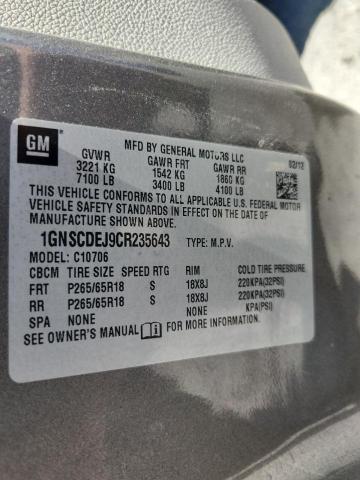 GM
MFD BY GENERAL MOTORS LLC
02/12
GVWR GAWR FRT GAWR RR
3221 KG 1542 KG 1860 KG
7100 LB 3400 LB 4100 LB
THIS VEHICLE CONFORMS TO ALL APPLICABLE U.S. FEDERAL MOTOR
VEHICLE SAFETY AND THEFT PREVENTION STANDARDS IN EFFECT ON THE DATE OF
MANUFACTURE SHOWN ABOVE.
1GNSCDEJ9CR235643 TYPE: M.P.V.
MODEL: C10706
CBCM TIRE SIZE SPEED RTG RIM COLD TIRE PRESSURE
FRT P265/65R18 S 18X8J 220KPA(32PSI)
RR P265/65R18 S 18X8J 220KPA(32PSI)
SPA NONE NONE KPA(PSI)
SEE OWNER'S MANUAL FOR MORE INFORMATION.